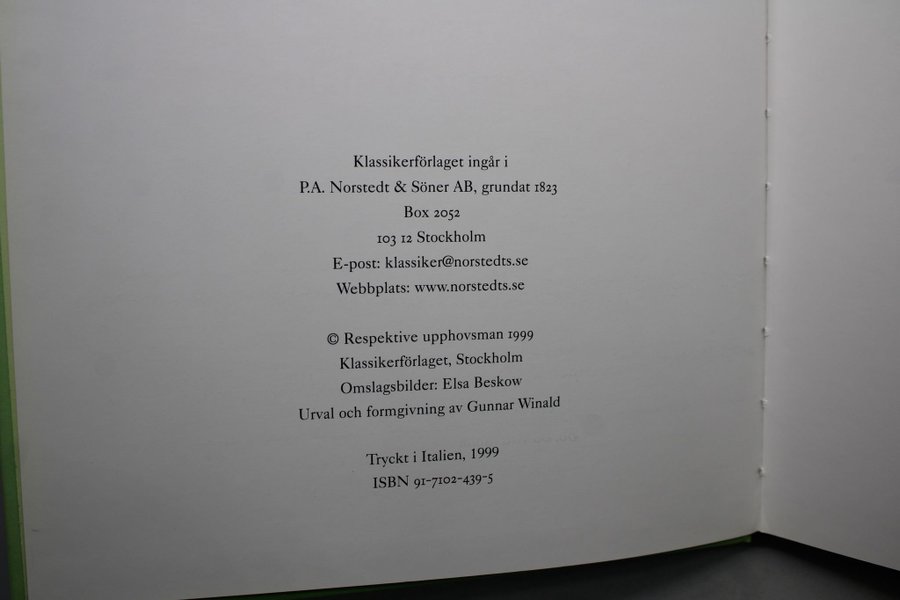 Klassikerförlaget ingår i
P.A. Norstedt & Söner AB, grundat 1823
Box 2052
103 12 Stockholm
E-post: klassiker@norstedts.se
Webbplats: www.norstedts.se
© Respektive upphovsman 1999
Klassikerförlaget, Stockholm
Omslagsbilder: Elsa Beskow
Urval och formgivning av Gunnar Winald
Tryckt i Italien, 1999
ISBN 91-7102-439-5